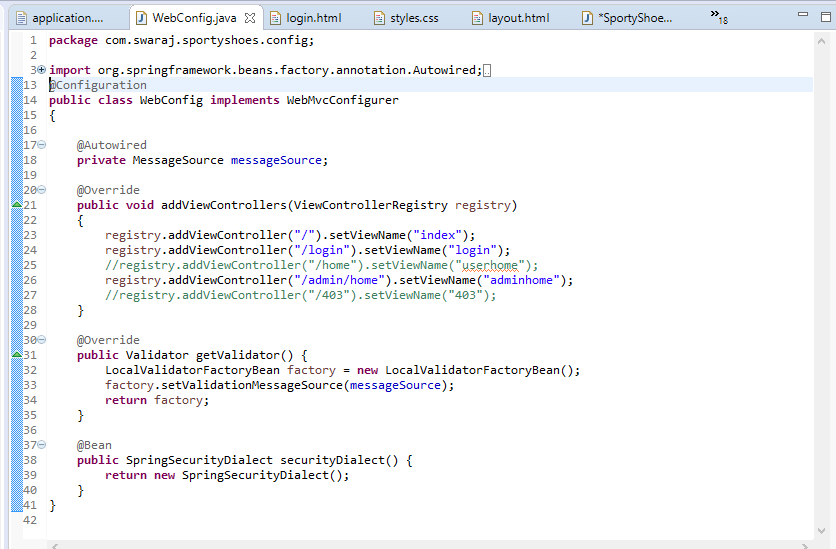 application....
WebConfig.java
login.html
styles.css
layout.html
*SportyShoe...
»18
1 package com.swaraj.sportyshoes.config;
2
3 import org.springframework.beans.factory.annotation.Autowired;
13 @Configuration
14 public class WebConfig implements WebMvcConfigurer
15 {
16
17 @Autowired
18 private MessageSource messageSource;
19
20 @Override
21 public void addViewControllers(ViewControllerRegistry registry)
22 {
23 registry.addViewController("/").setViewName("index");
24 registry.addViewController("/login").setViewName("login");
25 //registry.addViewController("/home").setViewName("userhome");
26 registry.addViewController("/admin/home").setViewName("adminhome");
27 //registry.addViewController("/403").setViewName("403");
28 }
29
30 @Override
31 public Validator getValidator() {
32 LocalValidatorFactoryBean factory = new LocalValidatorFactoryBean();
33 factory.setValidationMessageSource(messageSource);
34 return factory;
35 }
36
37 @Bean
38 public SpringSecurityDialect securityDialect() {
39 return new SpringSecurityDialect();
40 }
41 }
42